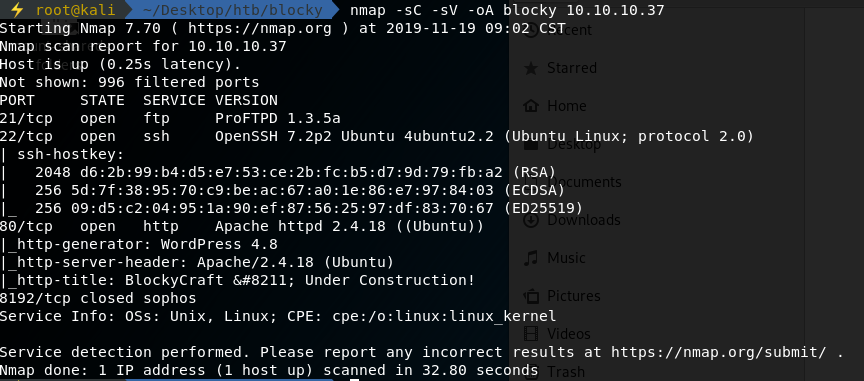 ⚡ root@kali ~/Desktop/htb/blocky nmap -sC -sV -oA blocky 10.10.10.37
Starting Nmap 7.70 ( https://nmap.org ) at 2019-11-19 09:02 CST
Nmap scan report for 10.10.10.37
Host is up (0.25s latency).
Not shown: 996 filtered ports
PORT     STATE  SERVICE VERSION
21/tcp   open   ftp     ProFTPD 1.3.5a
22/tcp   open   ssh     OpenSSH 7.2p2 Ubuntu 4ubuntu2.2 (Ubuntu Linux; protocol 2.0)
| ssh-hostkey:
|   2048 d6:2b:99:b4:d5:e7:53:ce:2b:fc:b5:d7:9d:79:fb:a2 (RSA)
|   256 5d:7f:38:95:70:c9:be:ac:67:a0:1e:86:e7:97:84:03 (ECDSA)
|_  256 09:d5:c2:04:95:1a:90:ef:87:56:25:97:df:83:70:67 (ED25519)
80/tcp   open   http    Apache httpd 2.4.18 ((Ubuntu))
|_http-generator: WordPress 4.8
|_http-server-header: Apache/2.4.18 (Ubuntu)
|_http-title: BlockyCraft &#8211; Under Construction!
8192/tcp closed sophos
Service Info: OSs: Unix, Linux; CPE: cpe:/o:linux:linux_kernel
Service detection performed. Please report any incorrect results at https://nmap.org/submit/ .
Nmap done: 1 IP address (1 host up) scanned in 32.80 seconds
Recent
Starred
Home
Desktop
Documents
Downloads
Music
Pictures
Videos
Trash